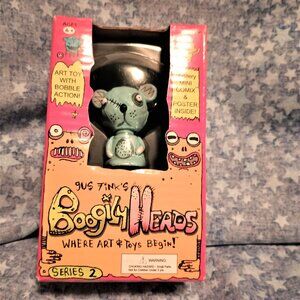 ART TOY
WITH
BOBBLE
ACTION!
MINI
COMIX &
POSTER
INSIDE!
GUS FINK'S
BOOGILY HEADS
WHERE ART & Toys BEGIN!
SERIES 2
WARNING